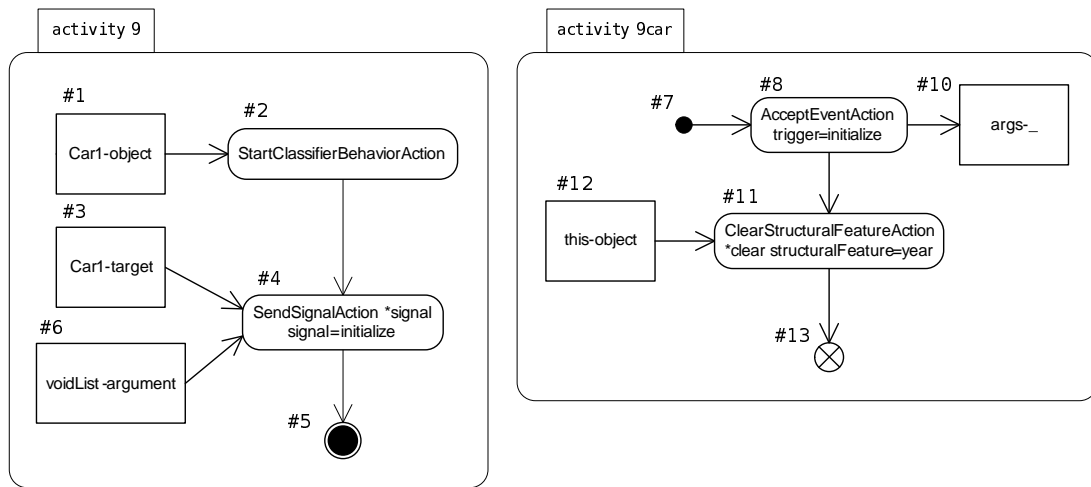 activity 9
#1
Car1-object
#2
StartClassifierBehaviorAction
#3
Car1-target
#4
SendSignalAction *signal
signal=initialize
#6
voidList-argument
#5
activity 9car
#7
#8
AcceptEventAction
trigger=initialize
#10
args-_
#12
this-object
#11
ClearStructuralFeatureAction
*clear structuralFeature=year
#13